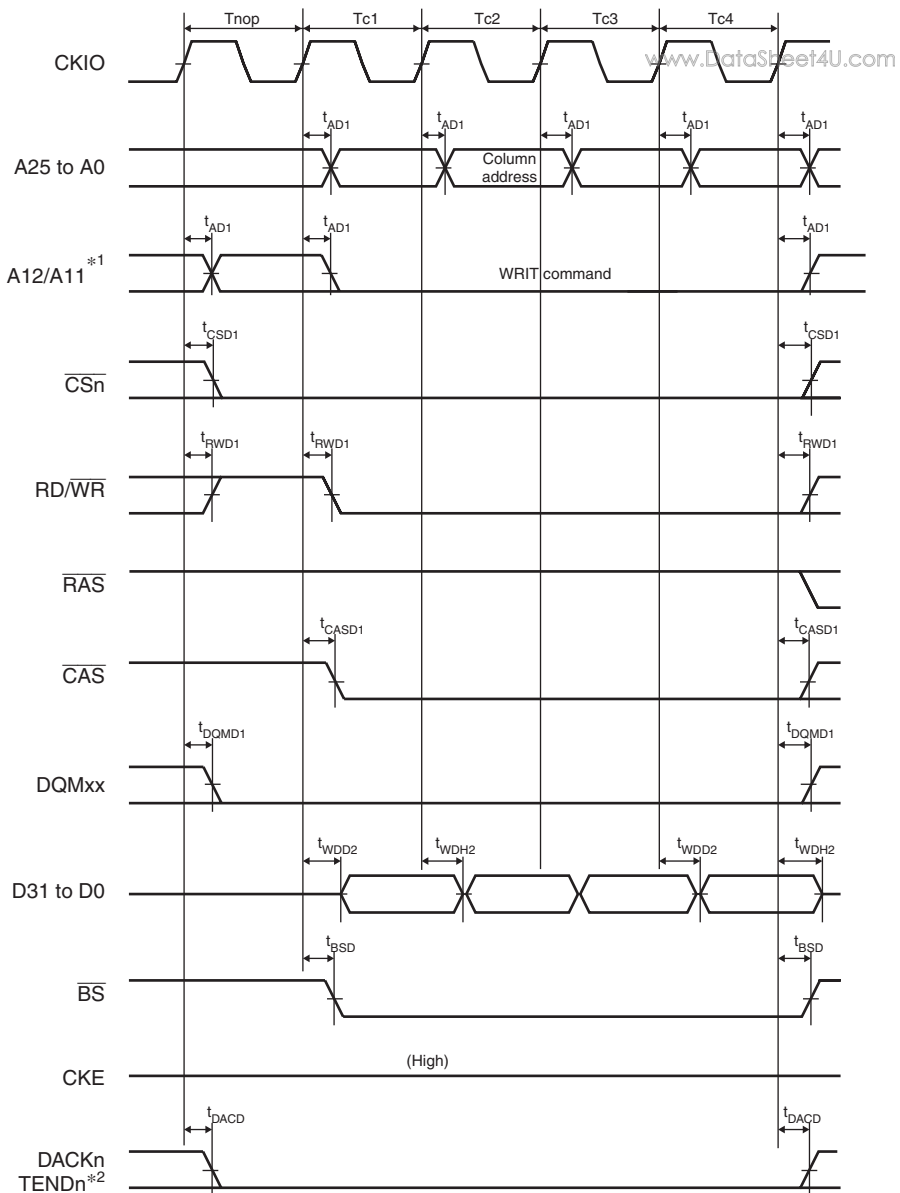 Tnop Tc1 Tc2 Tc3 Tc4
CKIO
www.DataSheet4U.com
tAD1 tAD1 tAD1 tAD1 tAD1
A25 to A0
Column
address
tAD1 tAD1 tAD1
A12/A11*1
WRIT command
tCSD1 tCSD1
CSn
tRWD1 tRWD1 tRWD1
RD/WR
RAS
tCASD1 tCASD1
CAS
tDQMD1 tDQMD1
DQMxx
tWDD2 tWDH2 tWDD2 tWDH2
D31 to D0
tBSD tBSD
BS
(High)
CKE
tDACD tDACD
DACKn
TENDn*2